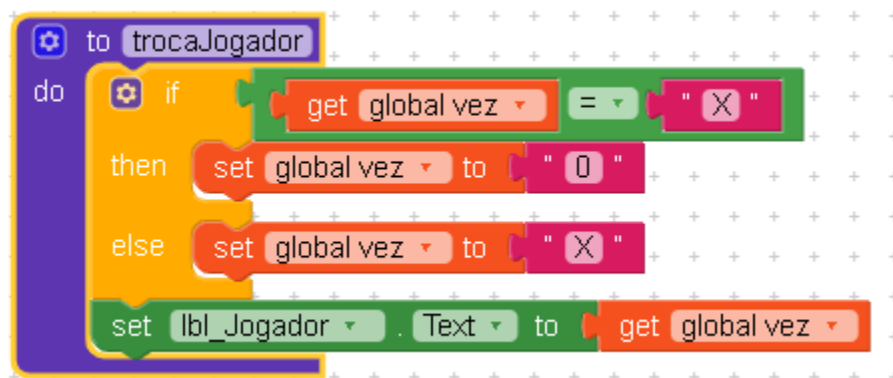 to trocaJogador
do if get global vez = " X "
then set global vez to " 0 "
else set global vez to " X "
set lbl_Jogador . Text to get global vez